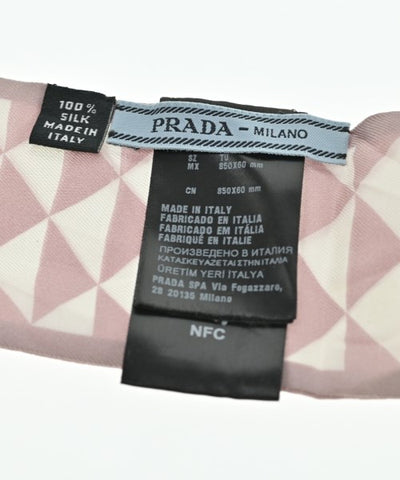 100%
SILK
MADE IN
ITALY
PRADA - MILANO
SZ TU
MX 850X60 mm
CN 850X60 mm
MADE IN ITALY
FABRICADO EN ITALIA
FABRICADO EM ITÁLIA
FABRIQUÉ EN ITALIE
ПРОИЗВЕДЕНО В ИТАЛИЯ
ΚΑΤΑΣΚΕΥΑΖΕΤΑΙ ΣΤΗΝ ΙΤΑΛΙΑ
ÜRETİM YERİ İTALYA
PRADA SPA Via Fogazzaro,
28 20135 Milano
NFC